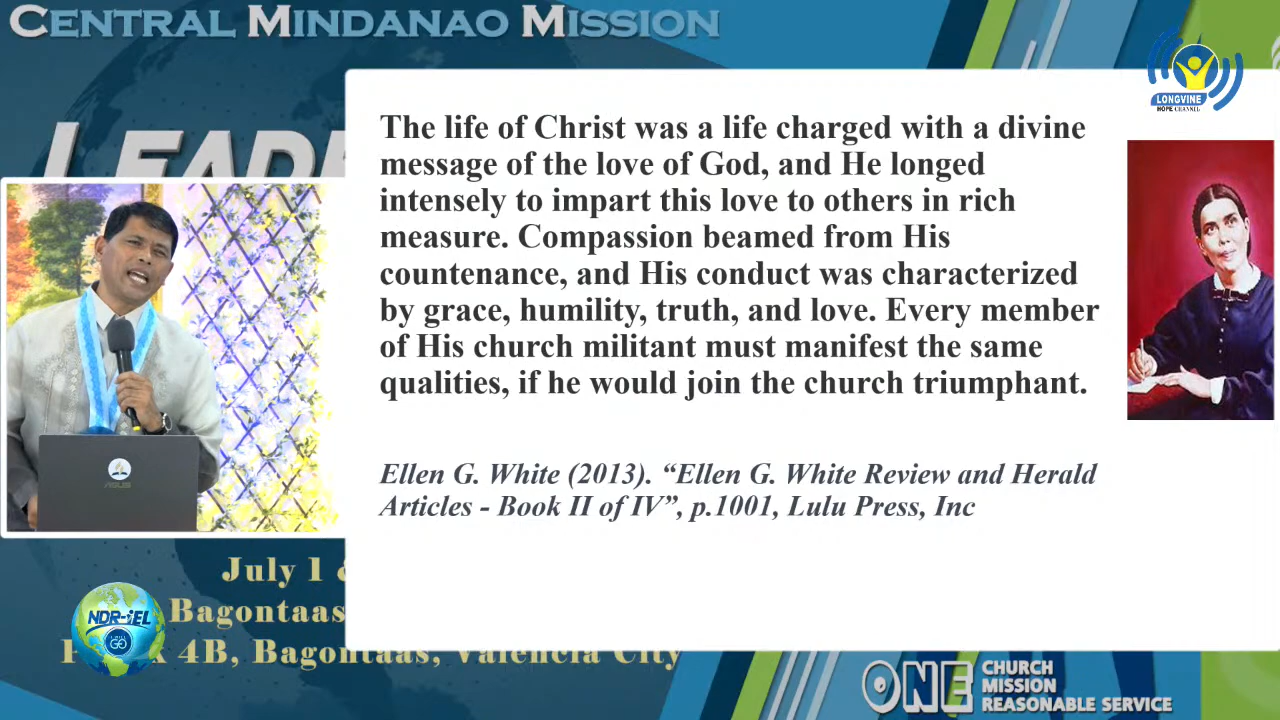 CENTRAL MINDANAO MISSION
LONGVINE
HOPE CHANNEL
The life of Christ was a life charged with a divine
message of the love of God, and He longed
intensely to impart this love to others in rich
measure. Compassion beamed from His
countenance, and His conduct was characterized
by grace, humility, truth, and love. Every member
of His church militant must manifest the same
qualities, if he would join the church triumphant.
Ellen G. White (2013). “Ellen G. White Review and Herald
Articles - Book II of IV”, p.1001, Lulu Press, Inc
ASUS
July 1 &
Bagontaas
4B, Bagontaas, Valencia City
NDR-iEL
I WILL
GO
ONE CHURCH
MISSION
REASONABLE SERVICE